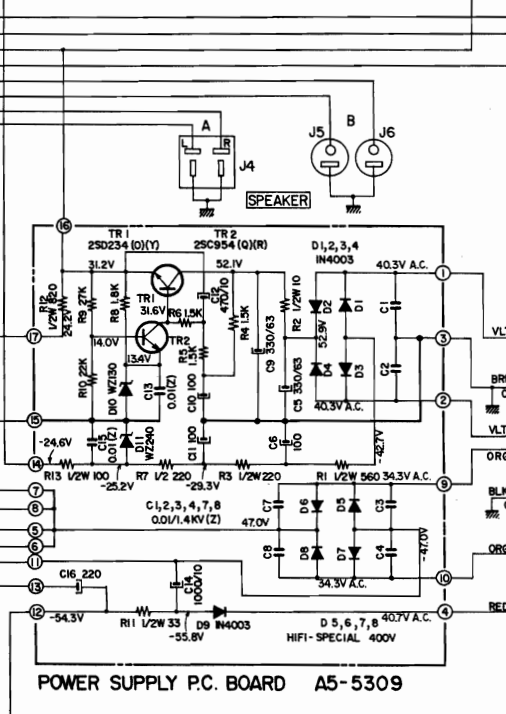 A
B
L
R
J4
J5
J6
SPEAKER
16
TR 1
2SD234 (O)(Y)
TR 2
2SC954 (Q)(R)
D1,2,3,4
IN4003
31.2V
52.1V
40.3V A.C.
1
R12
1/2W 820
24.2V
R9 27K
R8 1.8K
TR1
31.6V
R6 1.5K
C12
470/10
R4 1.5K
R2 1/2W 10
D2
D1
C1
52.9V
17
14.0V
TR2
13.4V
R5
1.5K
C9 330/63
3
VL
R10 22K
D10 WZ130
C13
0.01(Z)
C10 100
C5 330/63
D4
D3
C2
BR
40.3V A.C.
2
VLT
15
C15
0.01(Z)
D11
WZ240
C11 100
C6
100
-42.7V
-24.6V
14
ORG
R13 1/2W 100
-25.2V
R7 1/2 220
-29.3V
R3 1/2W 220
R1 1/2W 560
34.3V A.C.
9
7
8
5
6
11
C1,2,3,4,7,8
0.01/1.4KV(Z)
47.0V
C7
D6
D5
C3
BLK
C8
D8
D7
C4
-47.0V
ORG
34.3V A.C.
10
13
C16 220
C14
1000/10
12
-54.3V
R11 1/2W 33
-55.8V
D9 IN4003
D 5,6,7,8
HIFI-SPECIAL 400V
40.7V A.C.
4
RED
POWER SUPPLY P.C. BOARD A5-5309